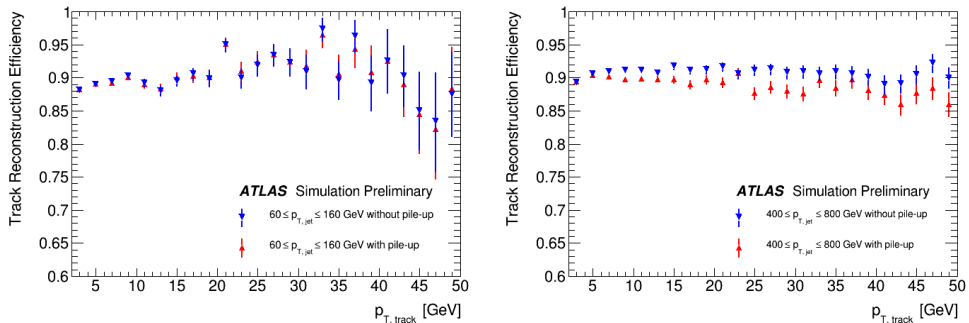 Track Reconstruction Efficiency
1
0.95
0.9
0.85
0.8
0.75
0.7
0.65
0.6
ATLAS Simulation Preliminary
60 ≤ p_T, jet ≤ 160 GeV without pile-up
60 ≤ p_T, jet ≤ 160 GeV with pile-up
5 10 15 20 25 30 35 40 45 50
p_T, track [GeV]
Track Reconstruction Efficiency
1
0.95
0.9
0.85
0.8
0.75
0.7
0.65
0.6
ATLAS Simulation Preliminary
400 ≤ p_T, jet ≤ 800 GeV without pile-up
400 ≤ p_T, jet ≤ 800 GeV with pile-up
5 10 15 20 25 30 35 40 45 50
p_T, track [GeV]